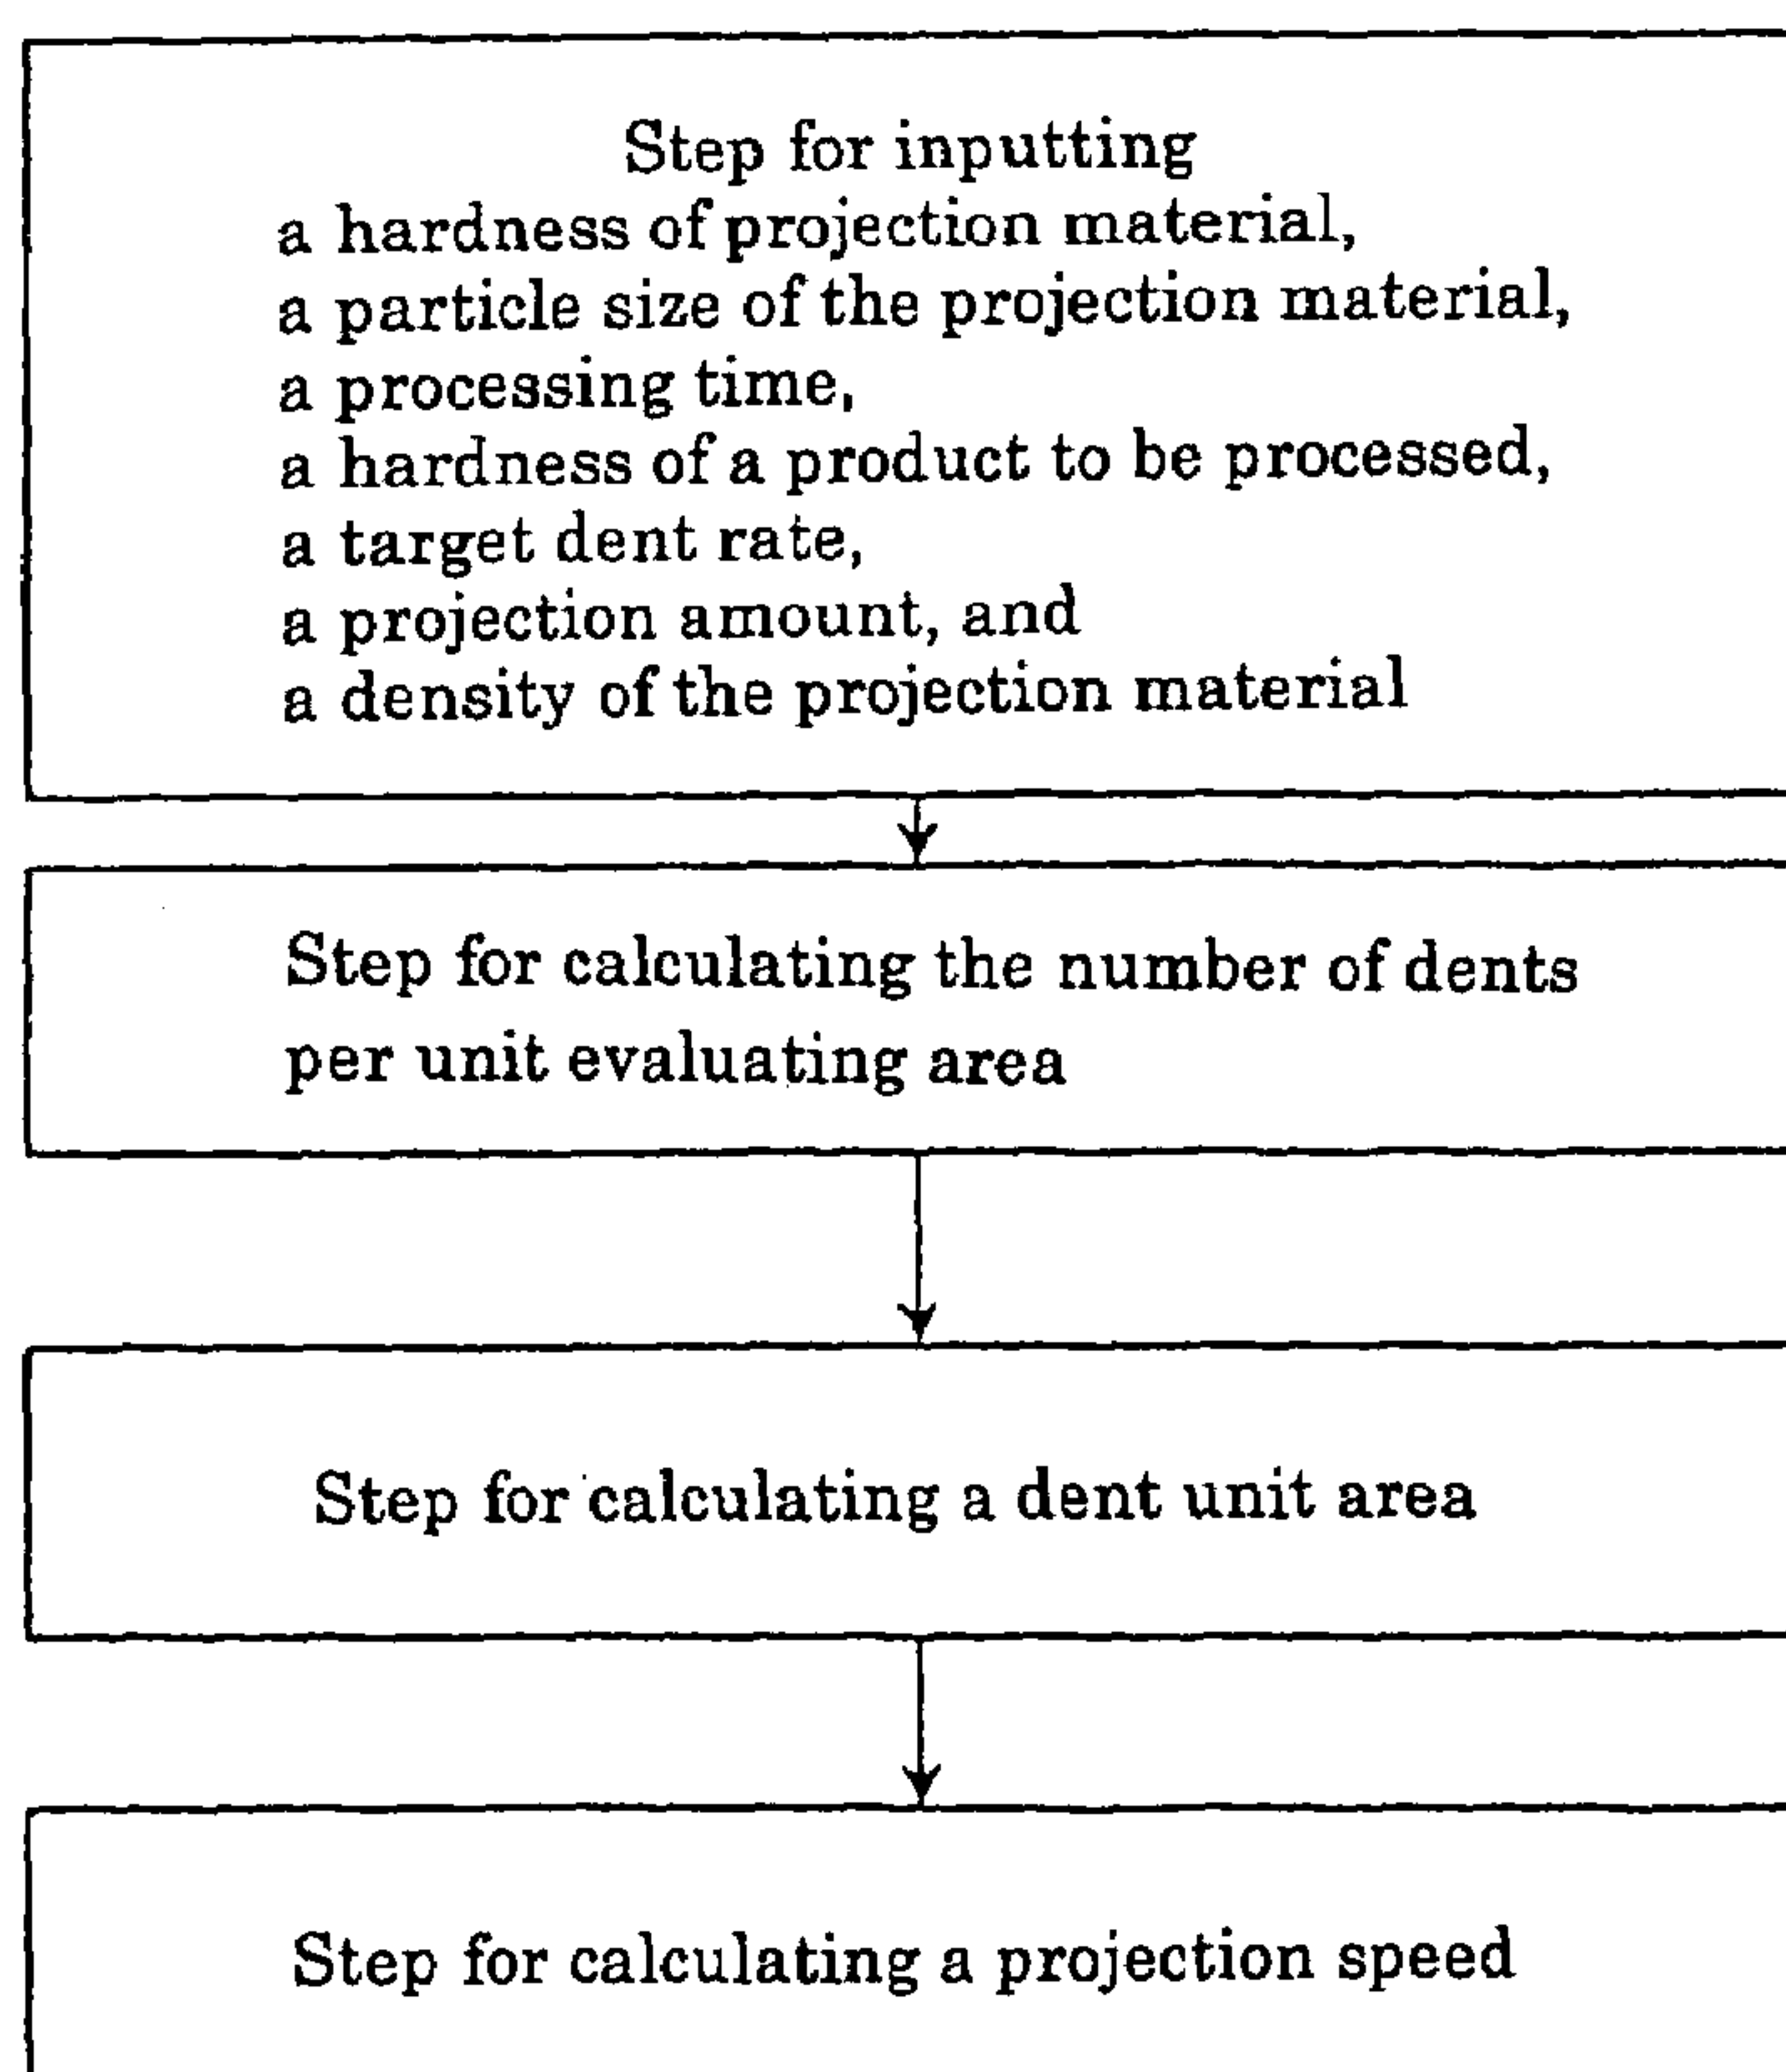 Step for inputting
a hardness of projection material,
a particle size of the projection material,
a processing time,
a hardness of a product to be processed,
a target dent rate,
a projection amount, and
a density of the projection material
Step for calculating the number of dents
per unit evaluating area
Step for calculating a dent unit area
Step for calculating a projection speed